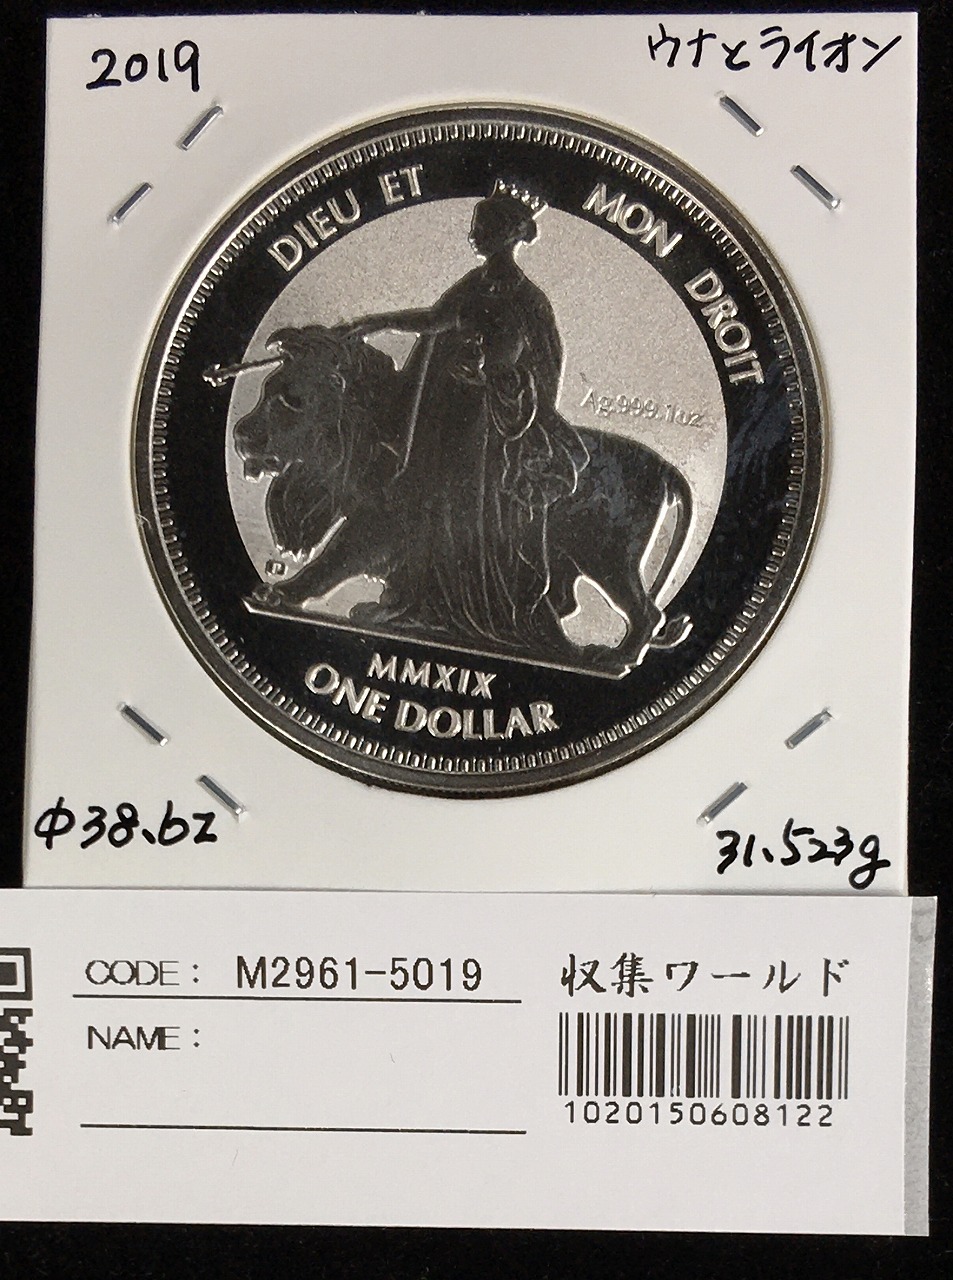 2019
ウナとライオン
DIEU ET MON DROIT
Ag.999.1oz
P
MMXIX
ONE DOLLAR
Φ38.62
31.523g
CODE: M2961-5019
収集ワールド
NAME:
1020150608122